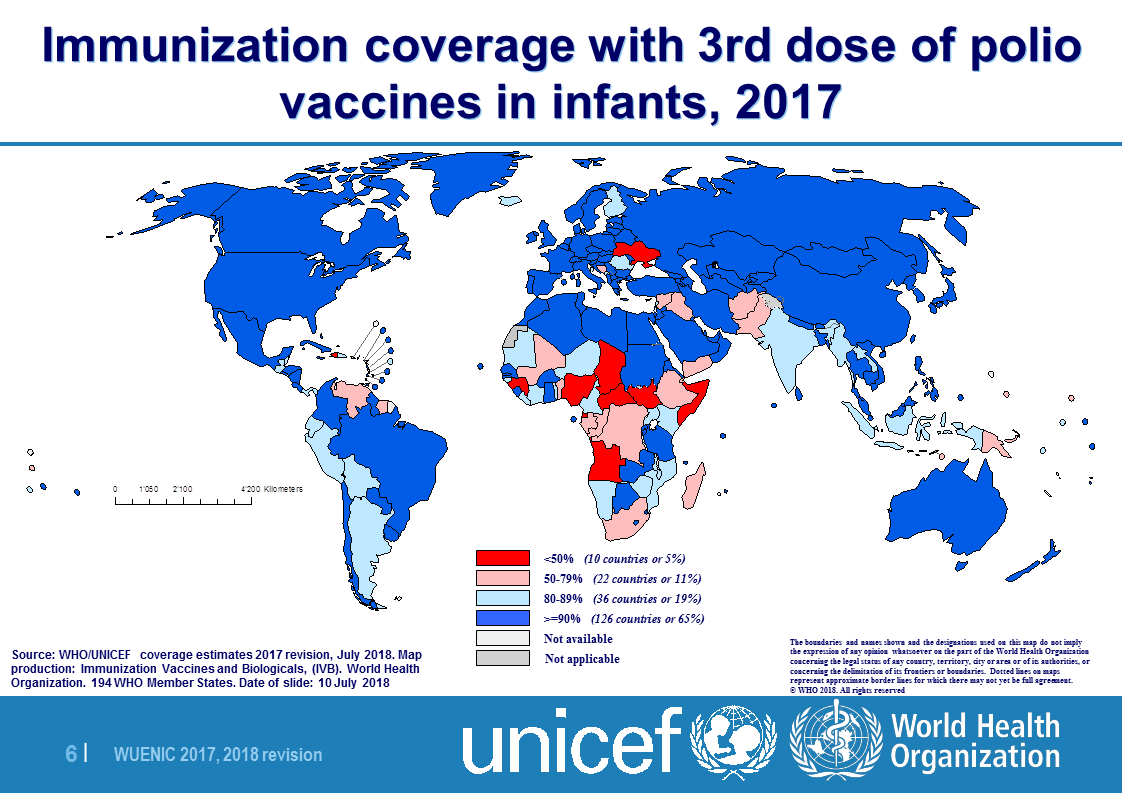 Immunization coverage with 3rd dose of polio
vaccines in infants, 2017
0 1'050 2'100 4'200 Kilometers
<50% (10 countries or 5%)
50-79% (22 countries or 11%)
80-89% (36 countries or 19%)
>=90% (126 countries or 65%)
Not available
Not applicable
Source: WHO/UNICEF coverage estimates 2017 revision, July 2018. Map
production: Immunization Vaccines and Biologicals, (IVB). World Health
Organization. 194 WHO Member States. Date of slide: 10 July 2018
The boundaries and names shown and the designations used on this map do not imply
the expression of any opinion whatsoever on the part of the World Health Organization
concerning the legal status of any country, territory, city or area or of its authorities, or
concerning the delimitation of its frontiers or boundaries. Dotted lines on maps
represent approximate border lines for which there may not yet be full agreement.
© WHO 2018. All rights reserved
6 | WUENIC 2017, 2018 revision
unicef
World Health
Organization